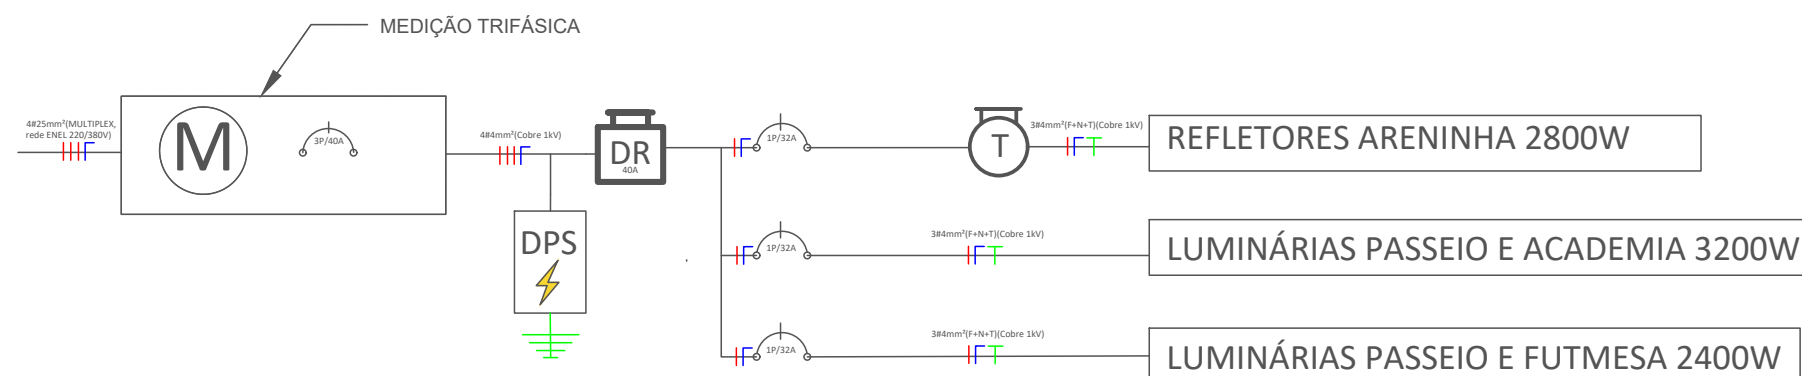 MEDIÇÃO TRIFÁSICA
4#25mm²(MULTIPLEX,
rede ENEL 220/380V)
M
3P/40A
4#4mm²(Cobre 1kV)
DR
40A
DPS
1P/32A
T
3#4mm²(F+N+T)(Cobre 1kV)
REFLETORES ARENINHA 2800W
1P/32A
3#4mm²(F+N+T)(Cobre 1kV)
LUMINÁRIAS PASSEIO E ACADEMIA 3200W
1P/32A
3#4mm²(F+N+T)(Cobre 1kV)
LUMINÁRIAS PASSEIO E FUTMESA 2400W